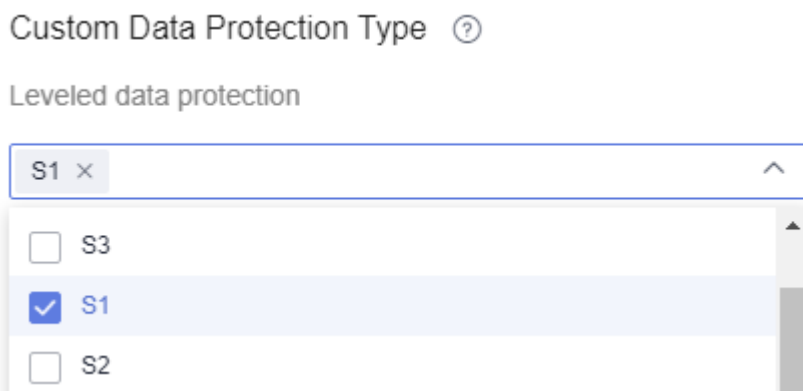 Custom Data Protection Type
Leveled data protection
S1
S3
S1
S2